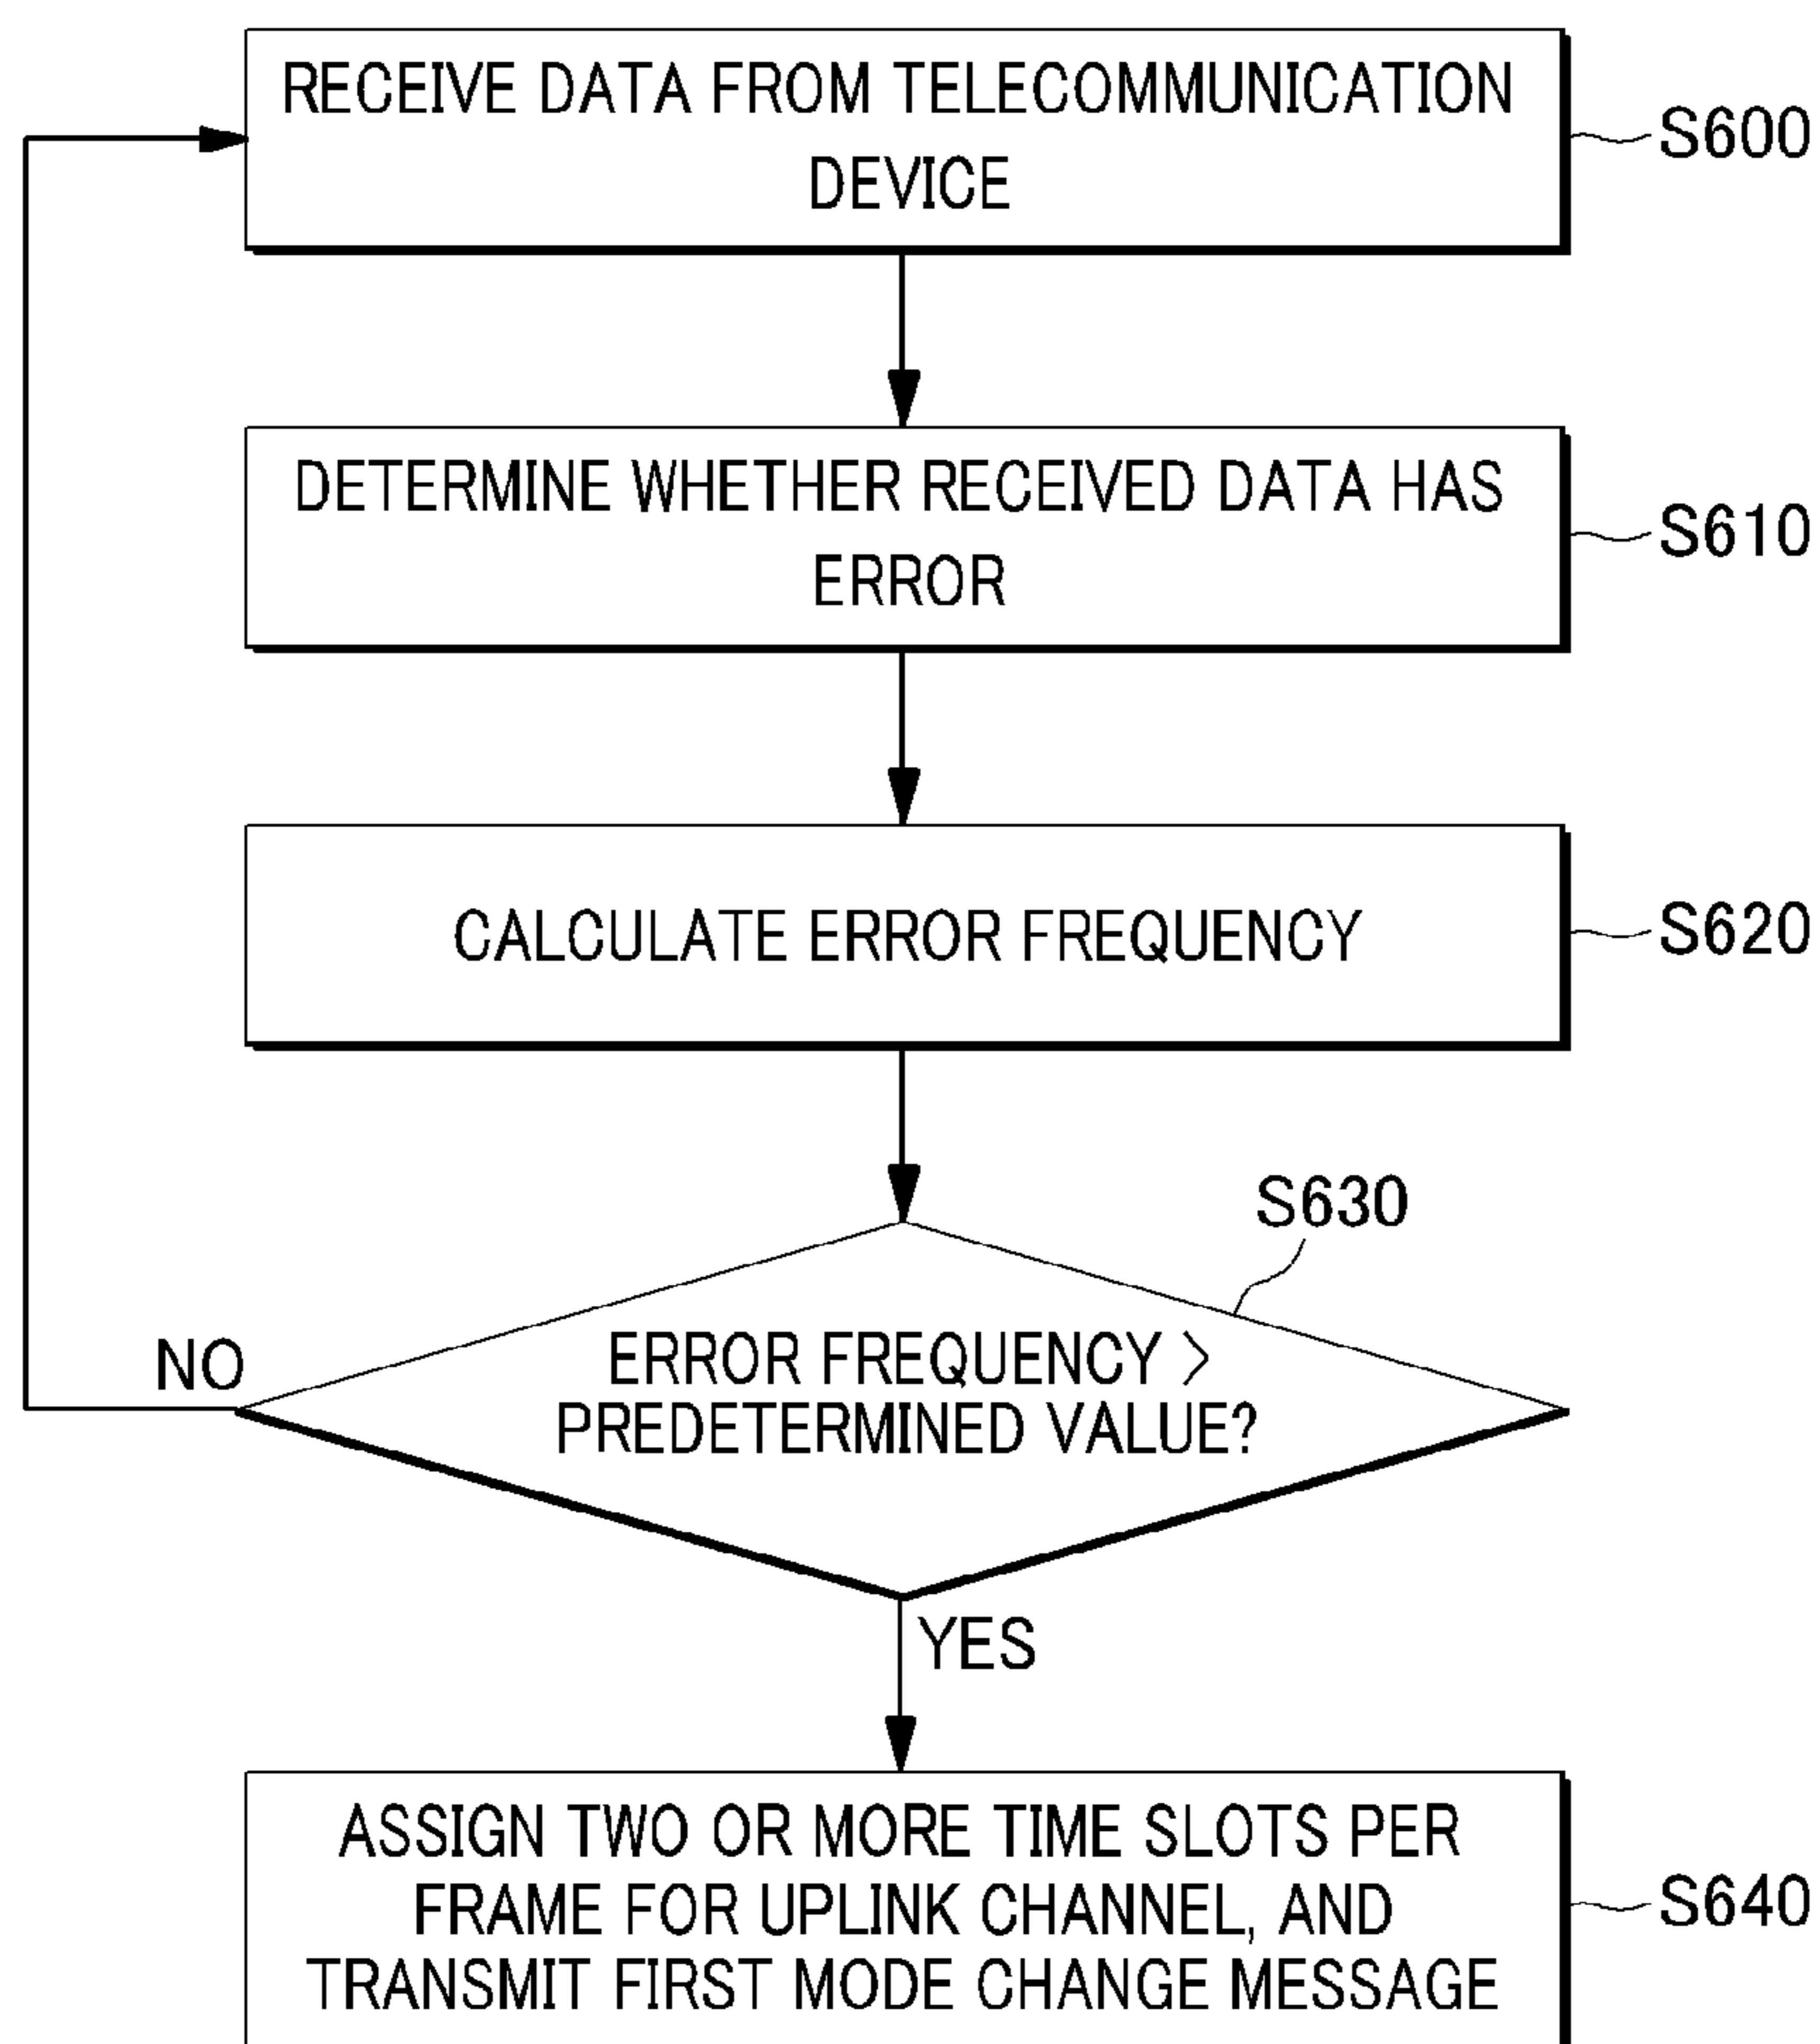 RECEIVE DATA FROM TELECOMMUNICATION
DEVICE
S600
DETERMINE WHETHER RECEIVED DATA HAS
ERROR
S610
CALCULATE ERROR FREQUENCY
S620
S630
ERROR FREQUENCY >
PREDETERMINED VALUE?
NO
YES
ASSIGN TWO OR MORE TIME SLOTS PER
FRAME FOR UPLINK CHANNEL, AND
TRANSMIT FIRST MODE CHANGE MESSAGE
S640